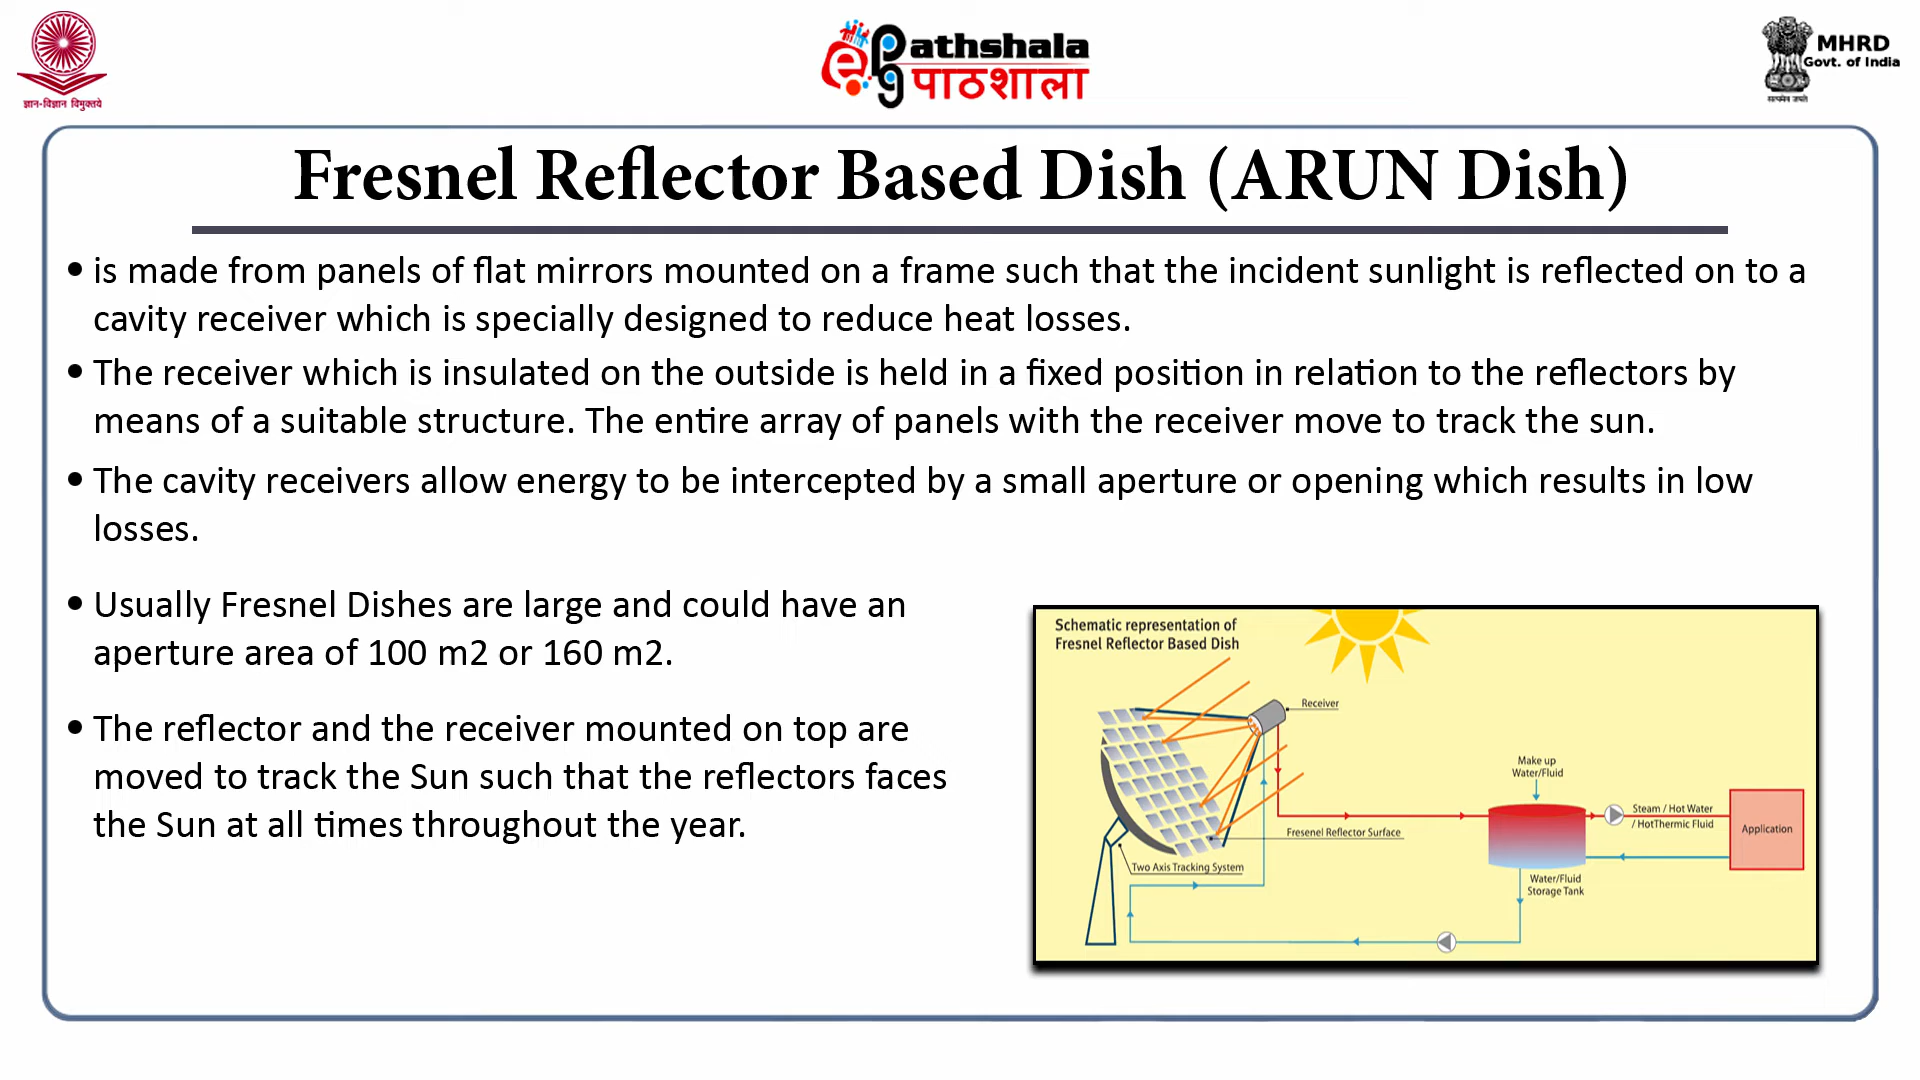 ज्ञान-विज्ञान विमुक्तये
ePG Pathshala
पाठशाला
MHRD
Govt. of India
सत्यमेव जयते
Fresnel Reflector Based Dish (ARUN Dish)
• is made from panels of flat mirrors mounted on a frame such that the incident sunlight is reflected on to a
cavity receiver which is specially designed to reduce heat losses.
• The receiver which is insulated on the outside is held in a fixed position in relation to the reflectors by
means of a suitable structure. The entire array of panels with the receiver move to track the sun.
• The cavity receivers allow energy to be intercepted by a small aperture or opening which results in low
losses.
• Usually Fresnel Dishes are large and could have an
aperture area of 100 m2 or 160 m2.
• The reflector and the receiver mounted on top are
moved to track the Sun such that the reflectors faces
the Sun at all times throughout the year.
Schematic representation of
Fresnel Reflector Based Dish
Receiver
Make up
Water/Fluid
Steam / Hot Water
/ HotThermic Fluid
Application
Fresenel Reflector Surface
Two Axis Tracking System
Water/Fluid
Storage Tank